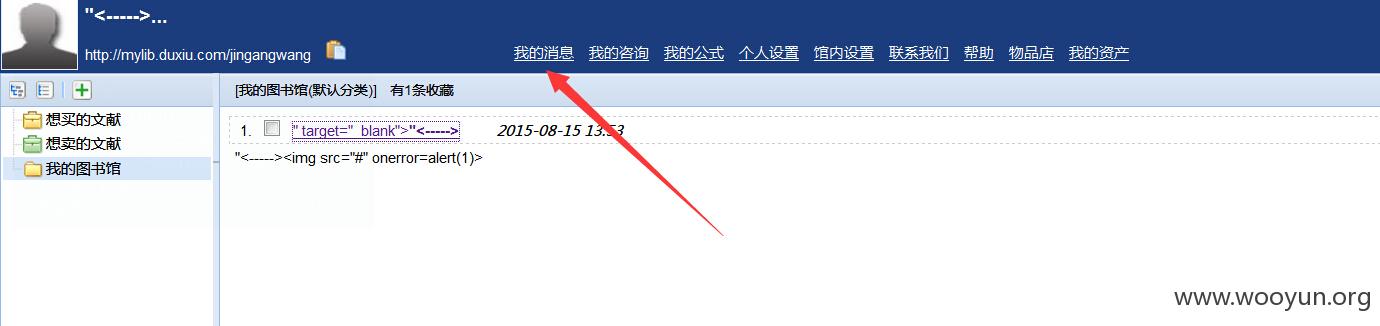 "<----->...
http://mylib.duxiu.com/jingangwang 我的消息 我的咨询 我的公式 个人设置 馆内设置 联系我们 帮助 物品店 我的资产
[我的图书馆(默认分类)] 有1条收藏
想买的文献
想卖的文献
我的图书馆
1. " target="_blank">"<-----> 2015-08-15 13:53
"<-----><img src="#" onerror=alert(1)>
www.wooyun.org